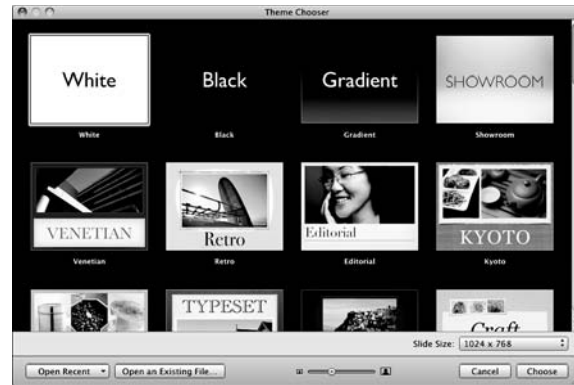 Theme Chooser
White
Black
Gradient
SHOWROOM
White
Black
Gradient
Showroom
VENETIAN
Retro
Editorial
KYOTO
Venetian
Retro
Editorial
Kyoto
TYPESET
Craft
Slide Size: 1024 x 768
Open Recent
Open an Existing File...
Cancel
Choose